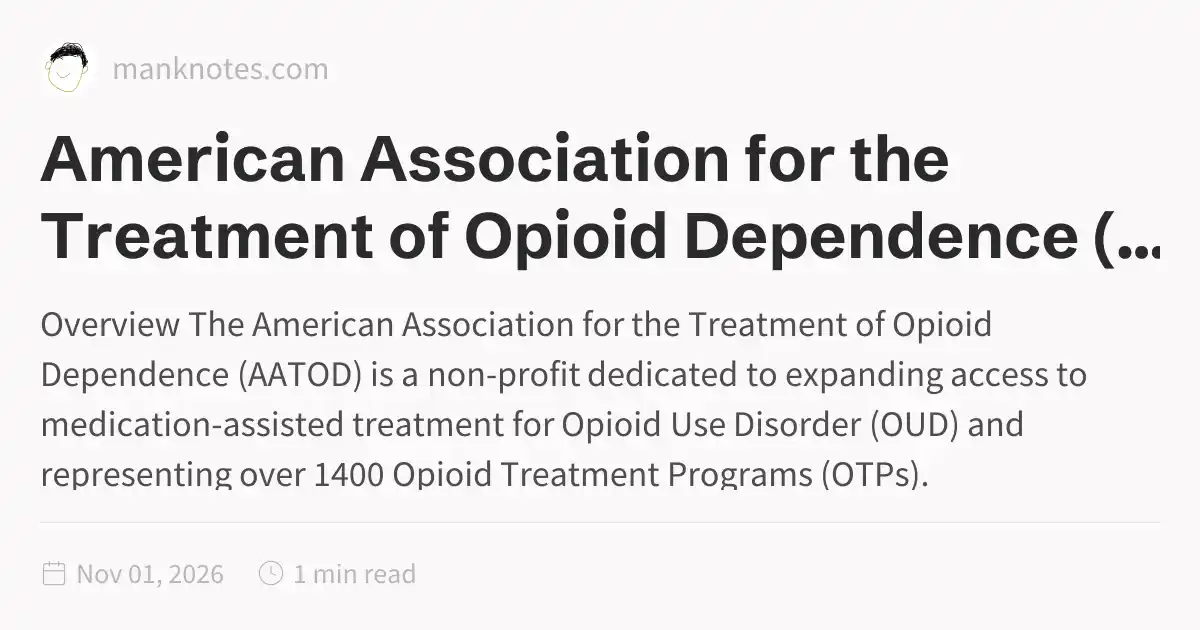 manknotes.com
American Association for the
Treatment of Opioid Dependence (...
Overview The American Association for the Treatment of Opioid
Dependence (AATOD) is a non-profit dedicated to expanding access to
medication-assisted treatment for Opioid Use Disorder (OUD) and
representing over 1400 Opioid Treatment Programs (OTPs).
Nov 01, 2026
1 min read